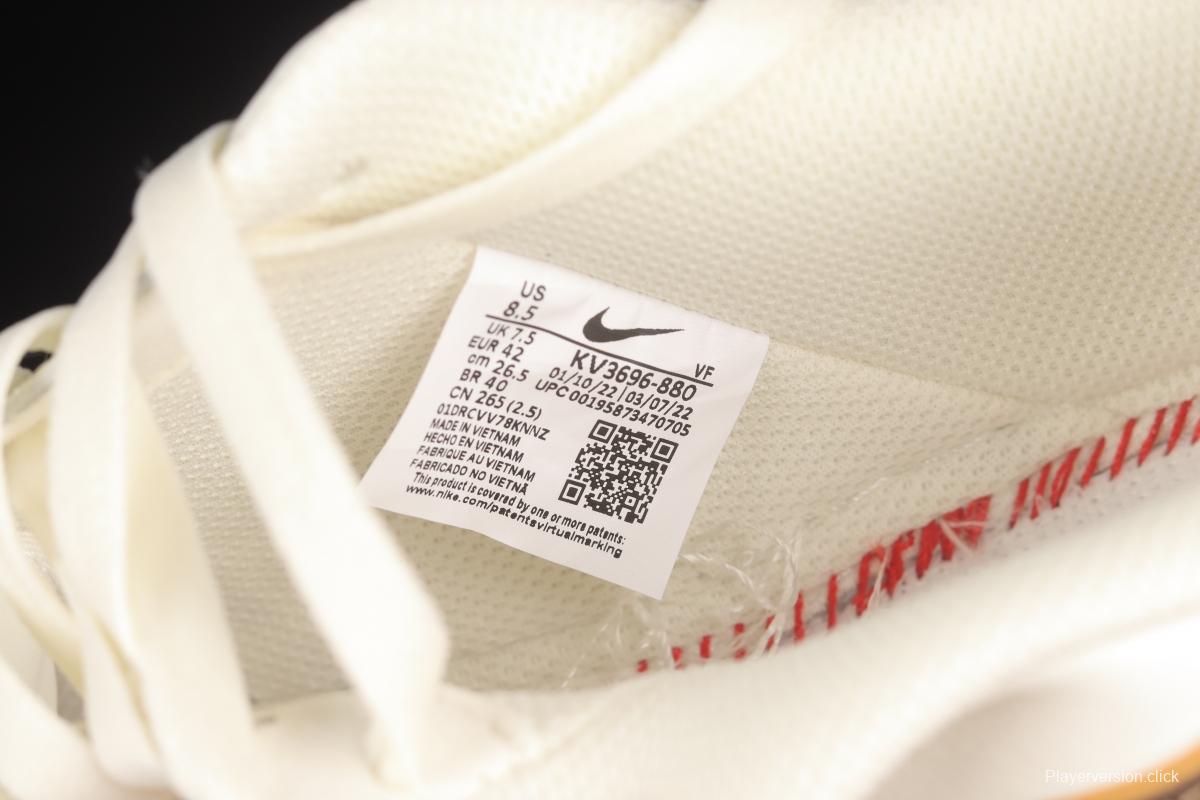 US
8.5
UK 7.5
EUR 42
cm 26.5
BR 40
CN 265 (2.5)
VF
KV3696-880
01/10/22 | 03/07/22
UPC 00195873470705
01DRCVV78KNNZ
MADE IN VIETNAM
HECHO EN VIETNAM
FABRIQUE AU VIETNAM
FABRICADO NO VIETNÃ
This product is covered by one or more patents:
www.nike.com/patentsvirtualmarking
Playerversion.click